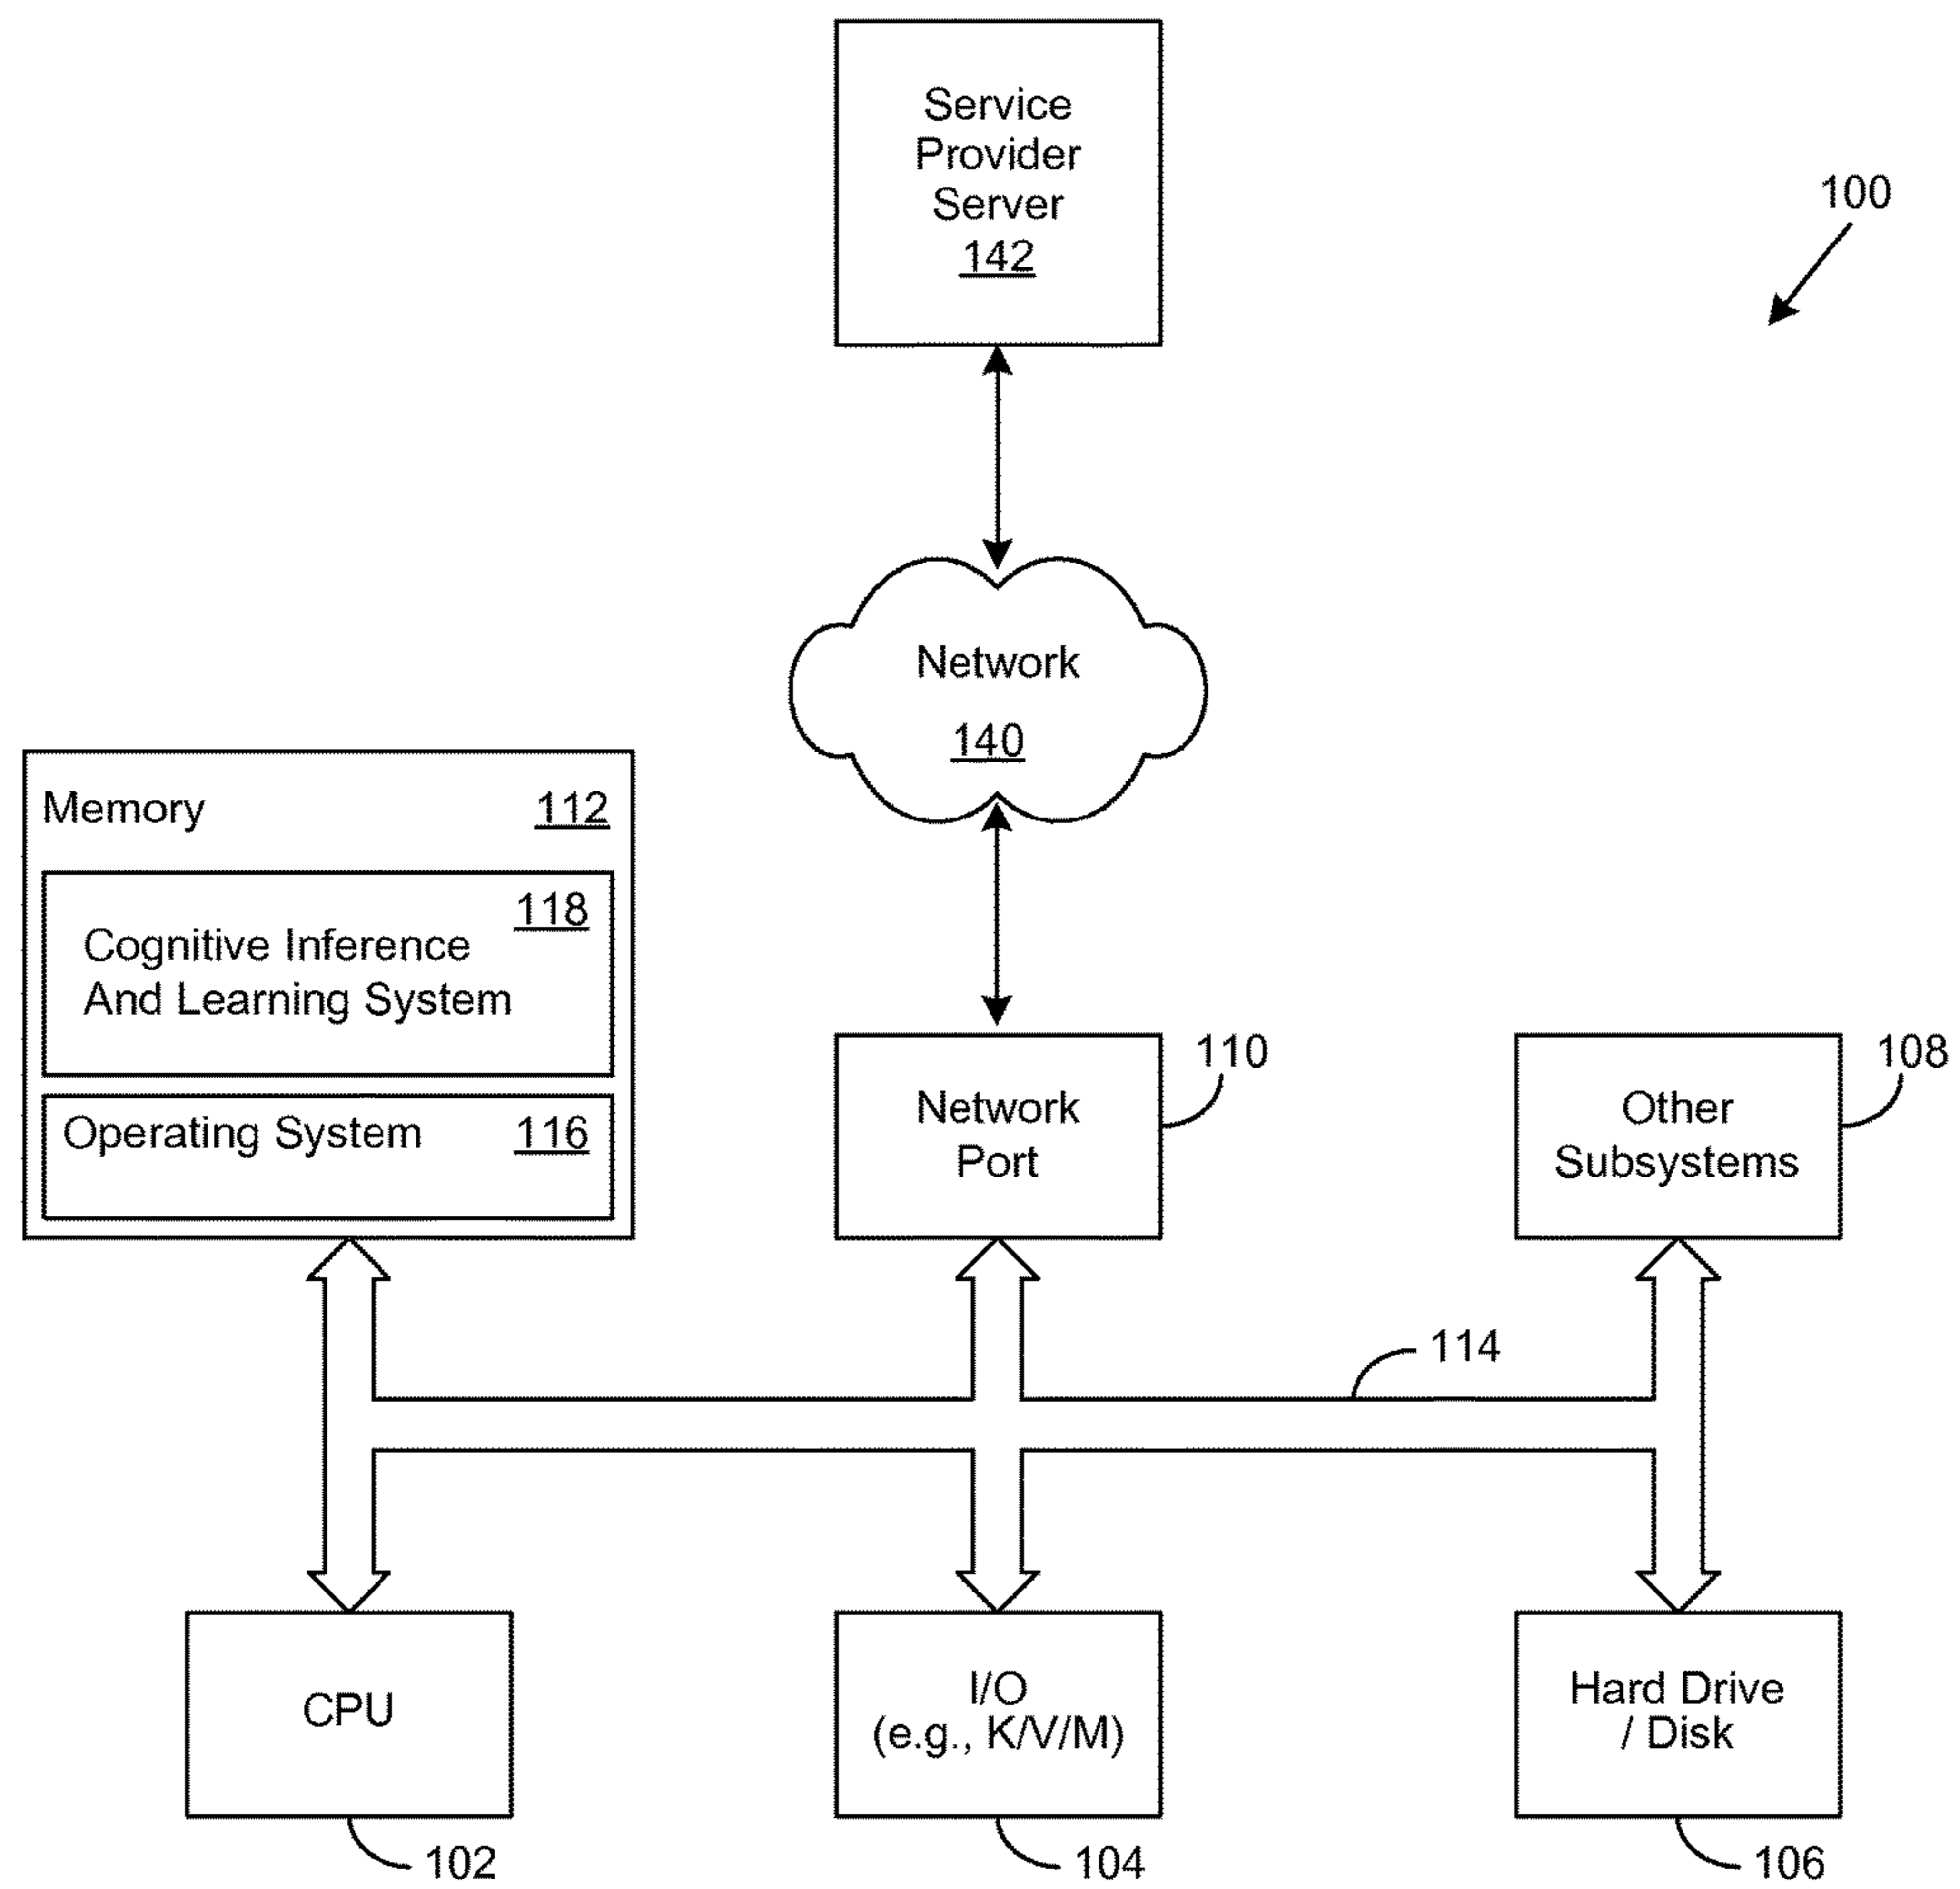 Service
Provider
Server
142
100
Network
140
Memory 112
118
Cognitive Inference
And Learning System
Operating System 116
Network
Port
110
Other
Subsystems
108
114
CPU
102
I/O
(e.g., K/V/M)
104
Hard Drive
/ Disk
106